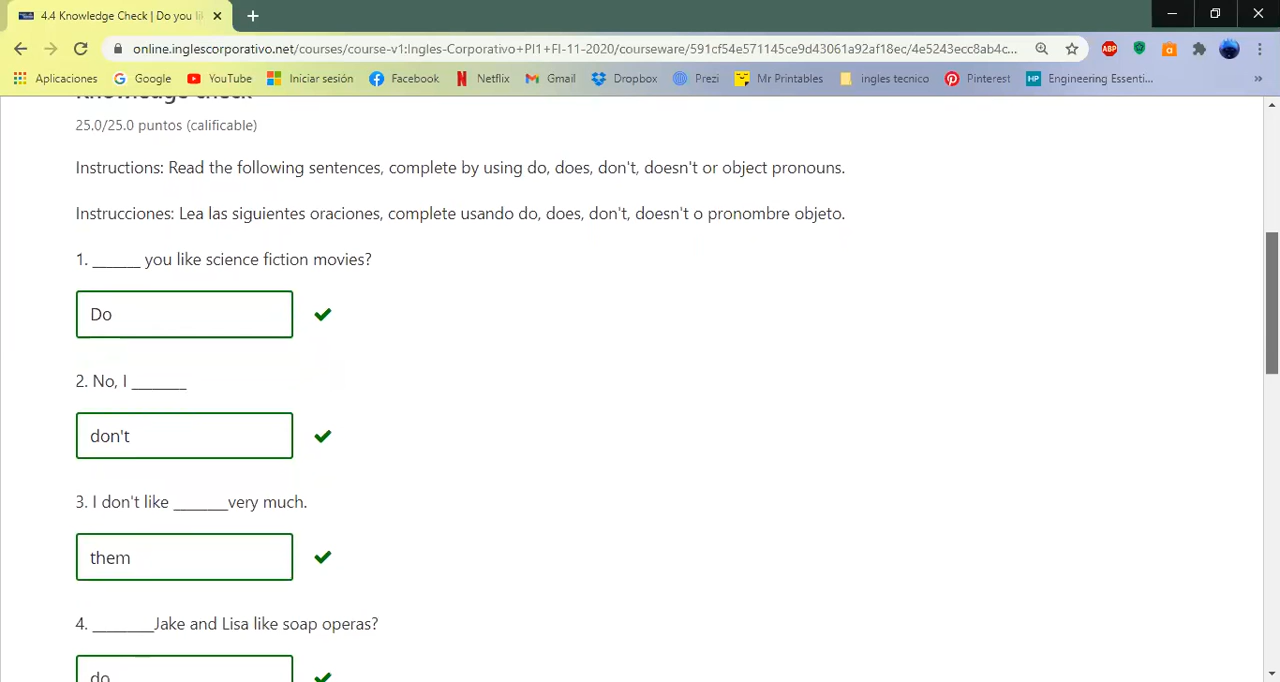 4.4 Knowledge Check | Do you li
online.inglescorporativo.net/courses/course-v1:Ingles-Corporativo+PI1+FI-11-2020/courseware/591cf54e571145ce9d43061a92af18ec/4e5243ecc8ab4c...
Aplicaciones Google YouTube Iniciar sesión Facebook Netflix Gmail Dropbox Prezi Mr Printables ingles tecnico Pinterest Engineering Essenti... »
Knowledge check
25.0/25.0 puntos (calificable)
Instructions: Read the following sentences, complete by using do, does, don't, doesn't or object pronouns.
Instrucciones: Lea las siguientes oraciones, complete usando do, does, don't, doesn't o pronombre objeto.
1. ______ you like science fiction movies?
Do
2. No, I _______
don't
3. I don't like _______very much.
them
4. ________Jake and Lisa like soap operas?
do